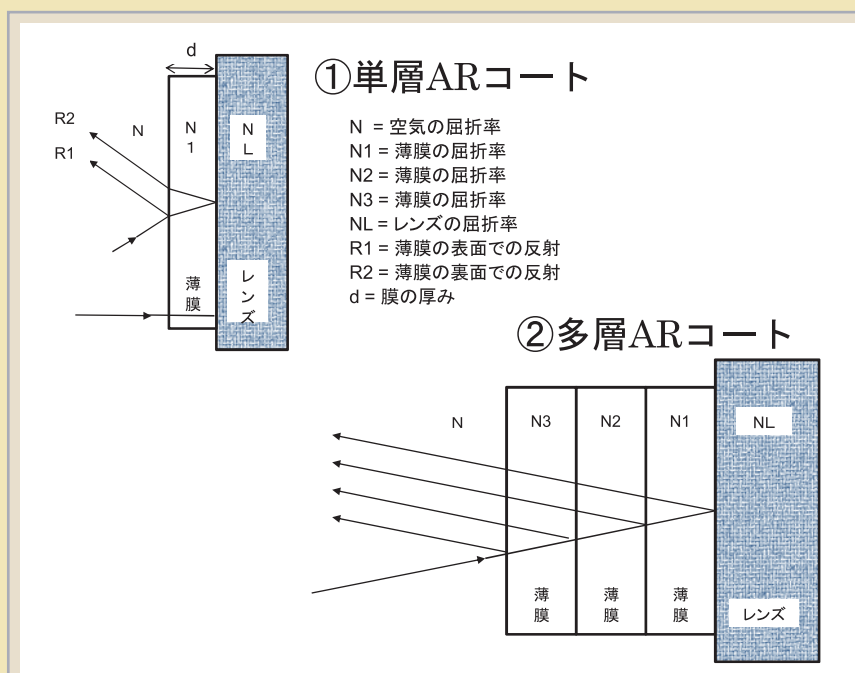 d
①単層ARコート
R2
R1
N
N
1
N
L
薄
膜
レ
ン
ズ
N = 空気の屈折率
N1 = 薄膜の屈折率
N2 = 薄膜の屈折率
N3 = 薄膜の屈折率
NL = レンズの屈折率
R1 = 薄膜の表面での反射
R2 = 薄膜の裏面での反射
d = 膜の厚み
②多層ARコート
N
N3
N2
N1
NL
薄
膜
薄
膜
薄
膜
レンズ